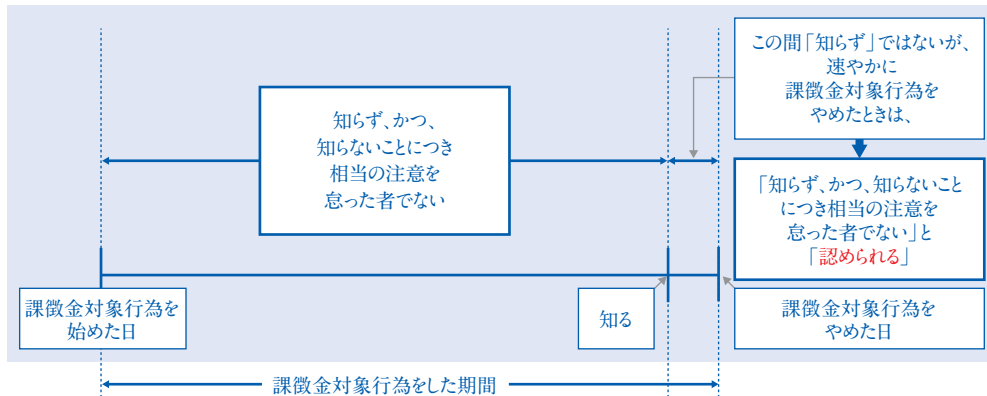 この間「知らず」ではないが、
速やかに
課徴金対象行為を
やめたときは、
知らず、かつ、
知らないことにつき
相当の注意を
怠った者でない
「知らず、かつ、知らないこと
につき相当の注意を
怠った者でない」と
「認められる」
課徴金対象行為を
始めた日
知る
課徴金対象行為を
やめた日
課徴金対象行為をした期間